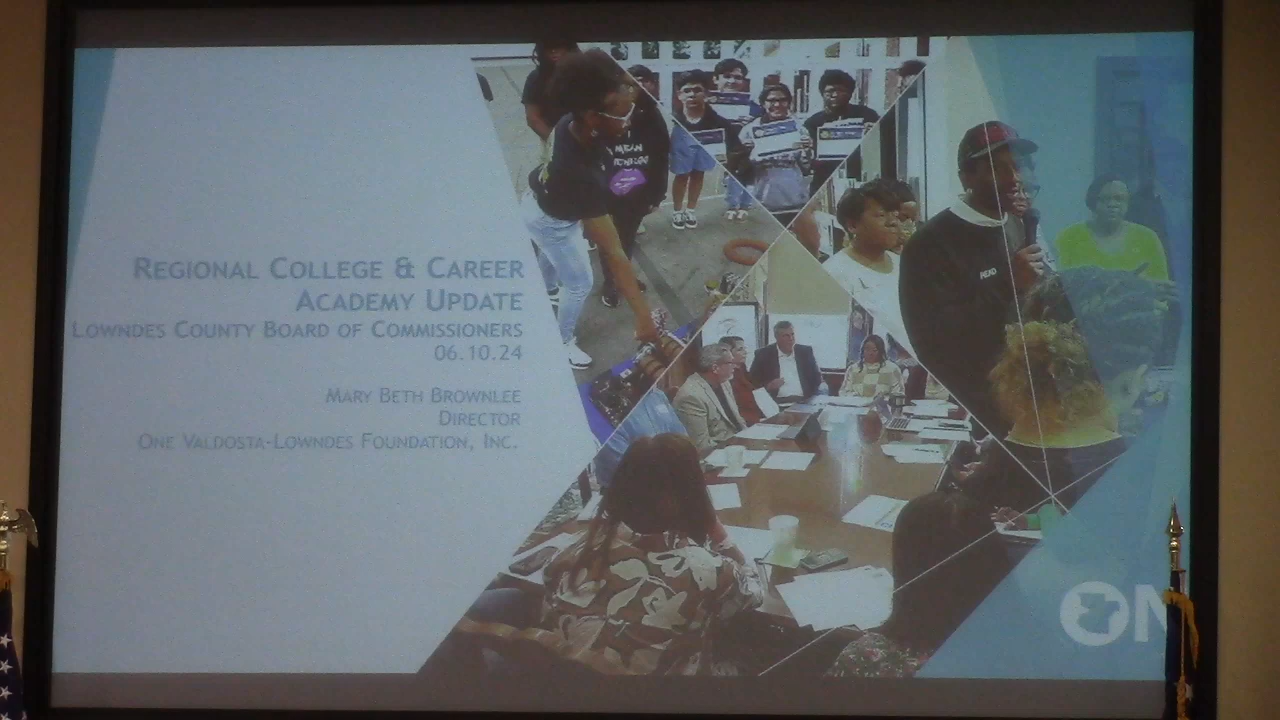 REGIONAL COLLEGE & CAREER
ACADEMY UPDATE
LOWNDES COUNTY BOARD OF COMMISSIONERS
06.10.24
MARY BETH BROWNLEE
DIRECTOR
ONE VALDOSTA-LOWNDES FOUNDATION, INC.
ON